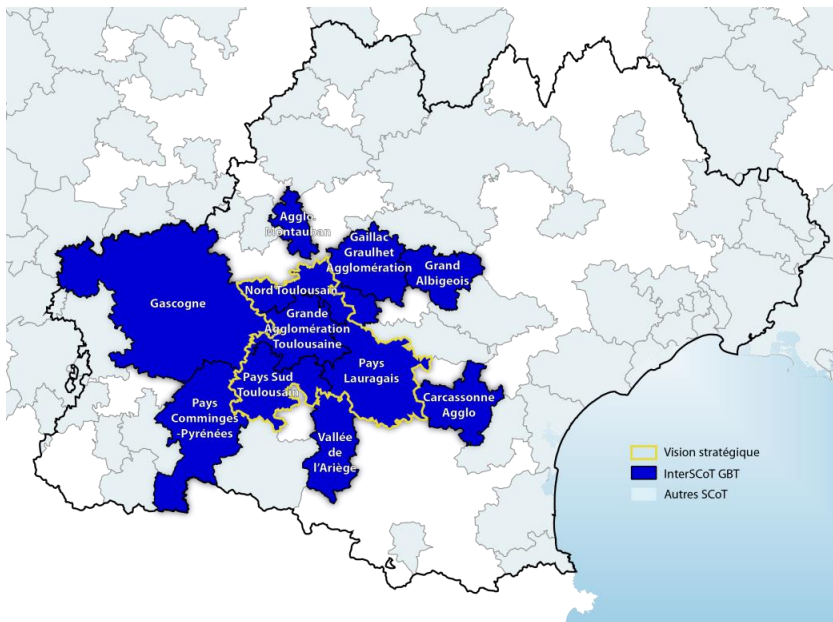 Agglo
Montauban
Gaillac
Graulhet
Agglomération
Grand
Albigeois
Nord Toulousain
Gascogne
Grande
Agglomération
Toulousaine
Pays
Lauragais
Pays Sud
Toulousain
Carcassonne
Agglo
Pays
Comminges
-Pyrénées
Vallée
de
l'Ariège
Vision stratégique
InterSCoT GBT
Autres SCoT